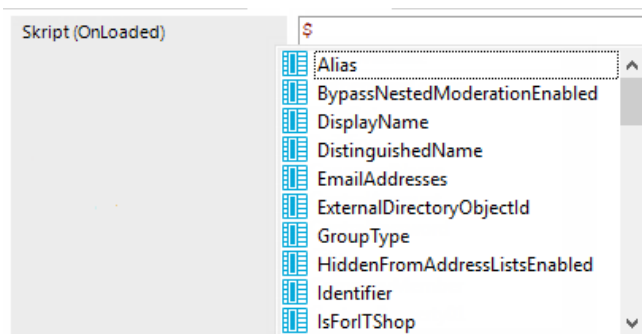 Skript (OnLoaded)
$
Alias
BypassNestedModerationEnabled
DisplayName
DistinguishedName
EmailAddresses
ExternalDirectoryObjectId
GroupType
HiddenFromAddressListsEnabled
Identifier
IsForITShop